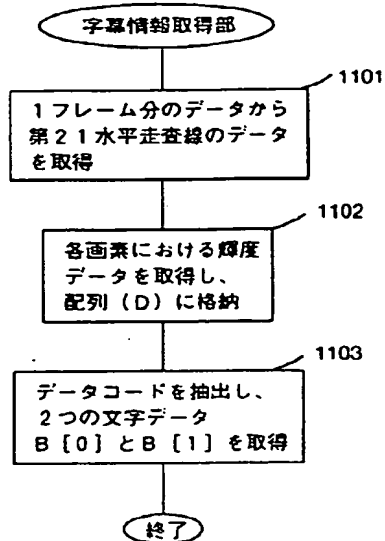 字幕情報取得部
1101
1フレーム分のデータから
第21水平走査線のデータ
を取得
1102
各画素における輝度
データを取得し、
配列（D）に格納
1103
データコードを抽出し、
2つの文字データ
B［0］とB［1］を取得
終了